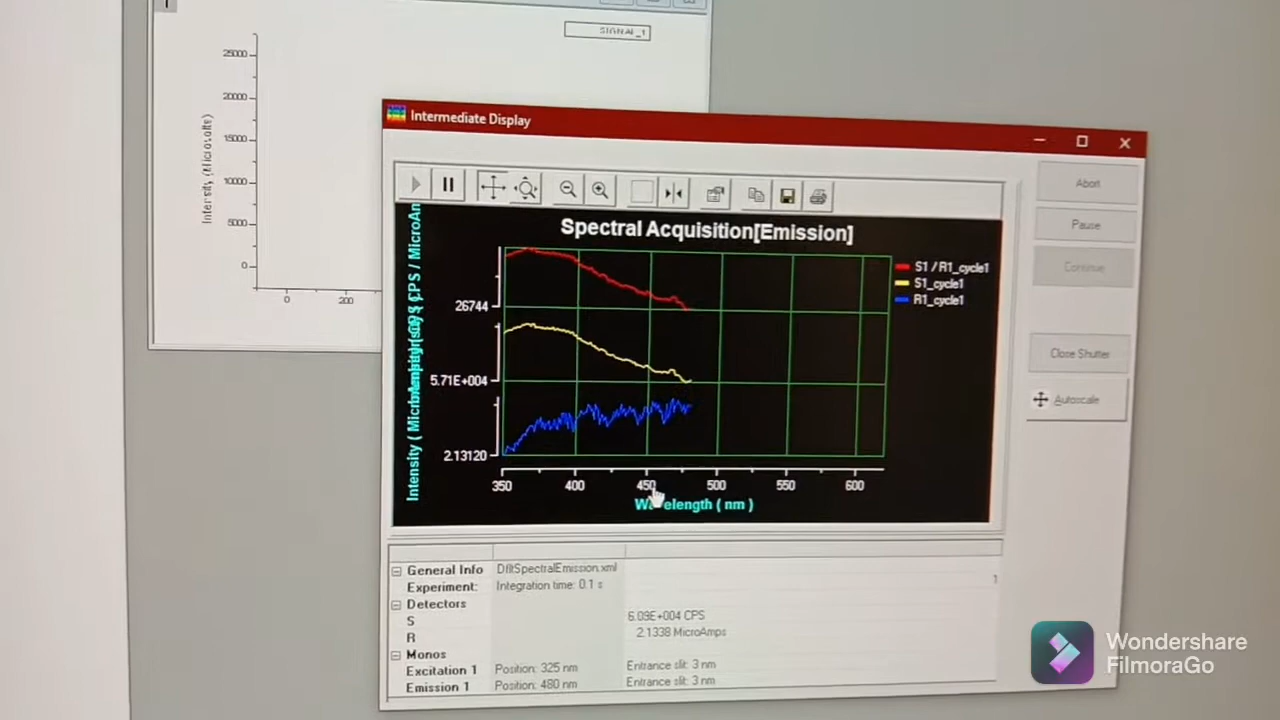 SIGNAL_1
25000
20000
15000
10000
5000
0
Intensity (Microvolts)
0
200
Intermediate Display
Abort
Pause
Continue
Close Shutter
Autoscale
Spectral Acquisition[Emission]
S1 / R1_cycle1
S1_cycle1
R1_cycle1
CPS / MicroAm
26744
5.71E+004
2.13120
350 400 450 500 550 600
Wavelength ( nm )
General Info DfltSpectralEmission.xml
Experiment: Integration time: 0.1 s
1
Detectors
S 6.09E+004 CPS
R 2.1338 MicroAmps
Monos
Excitation 1 Position: 325 nm Entrance slit: 3 nm
Emission 1 Position: 480 nm Entrance slit: 3 nm
Wondershare
FilmoraGo